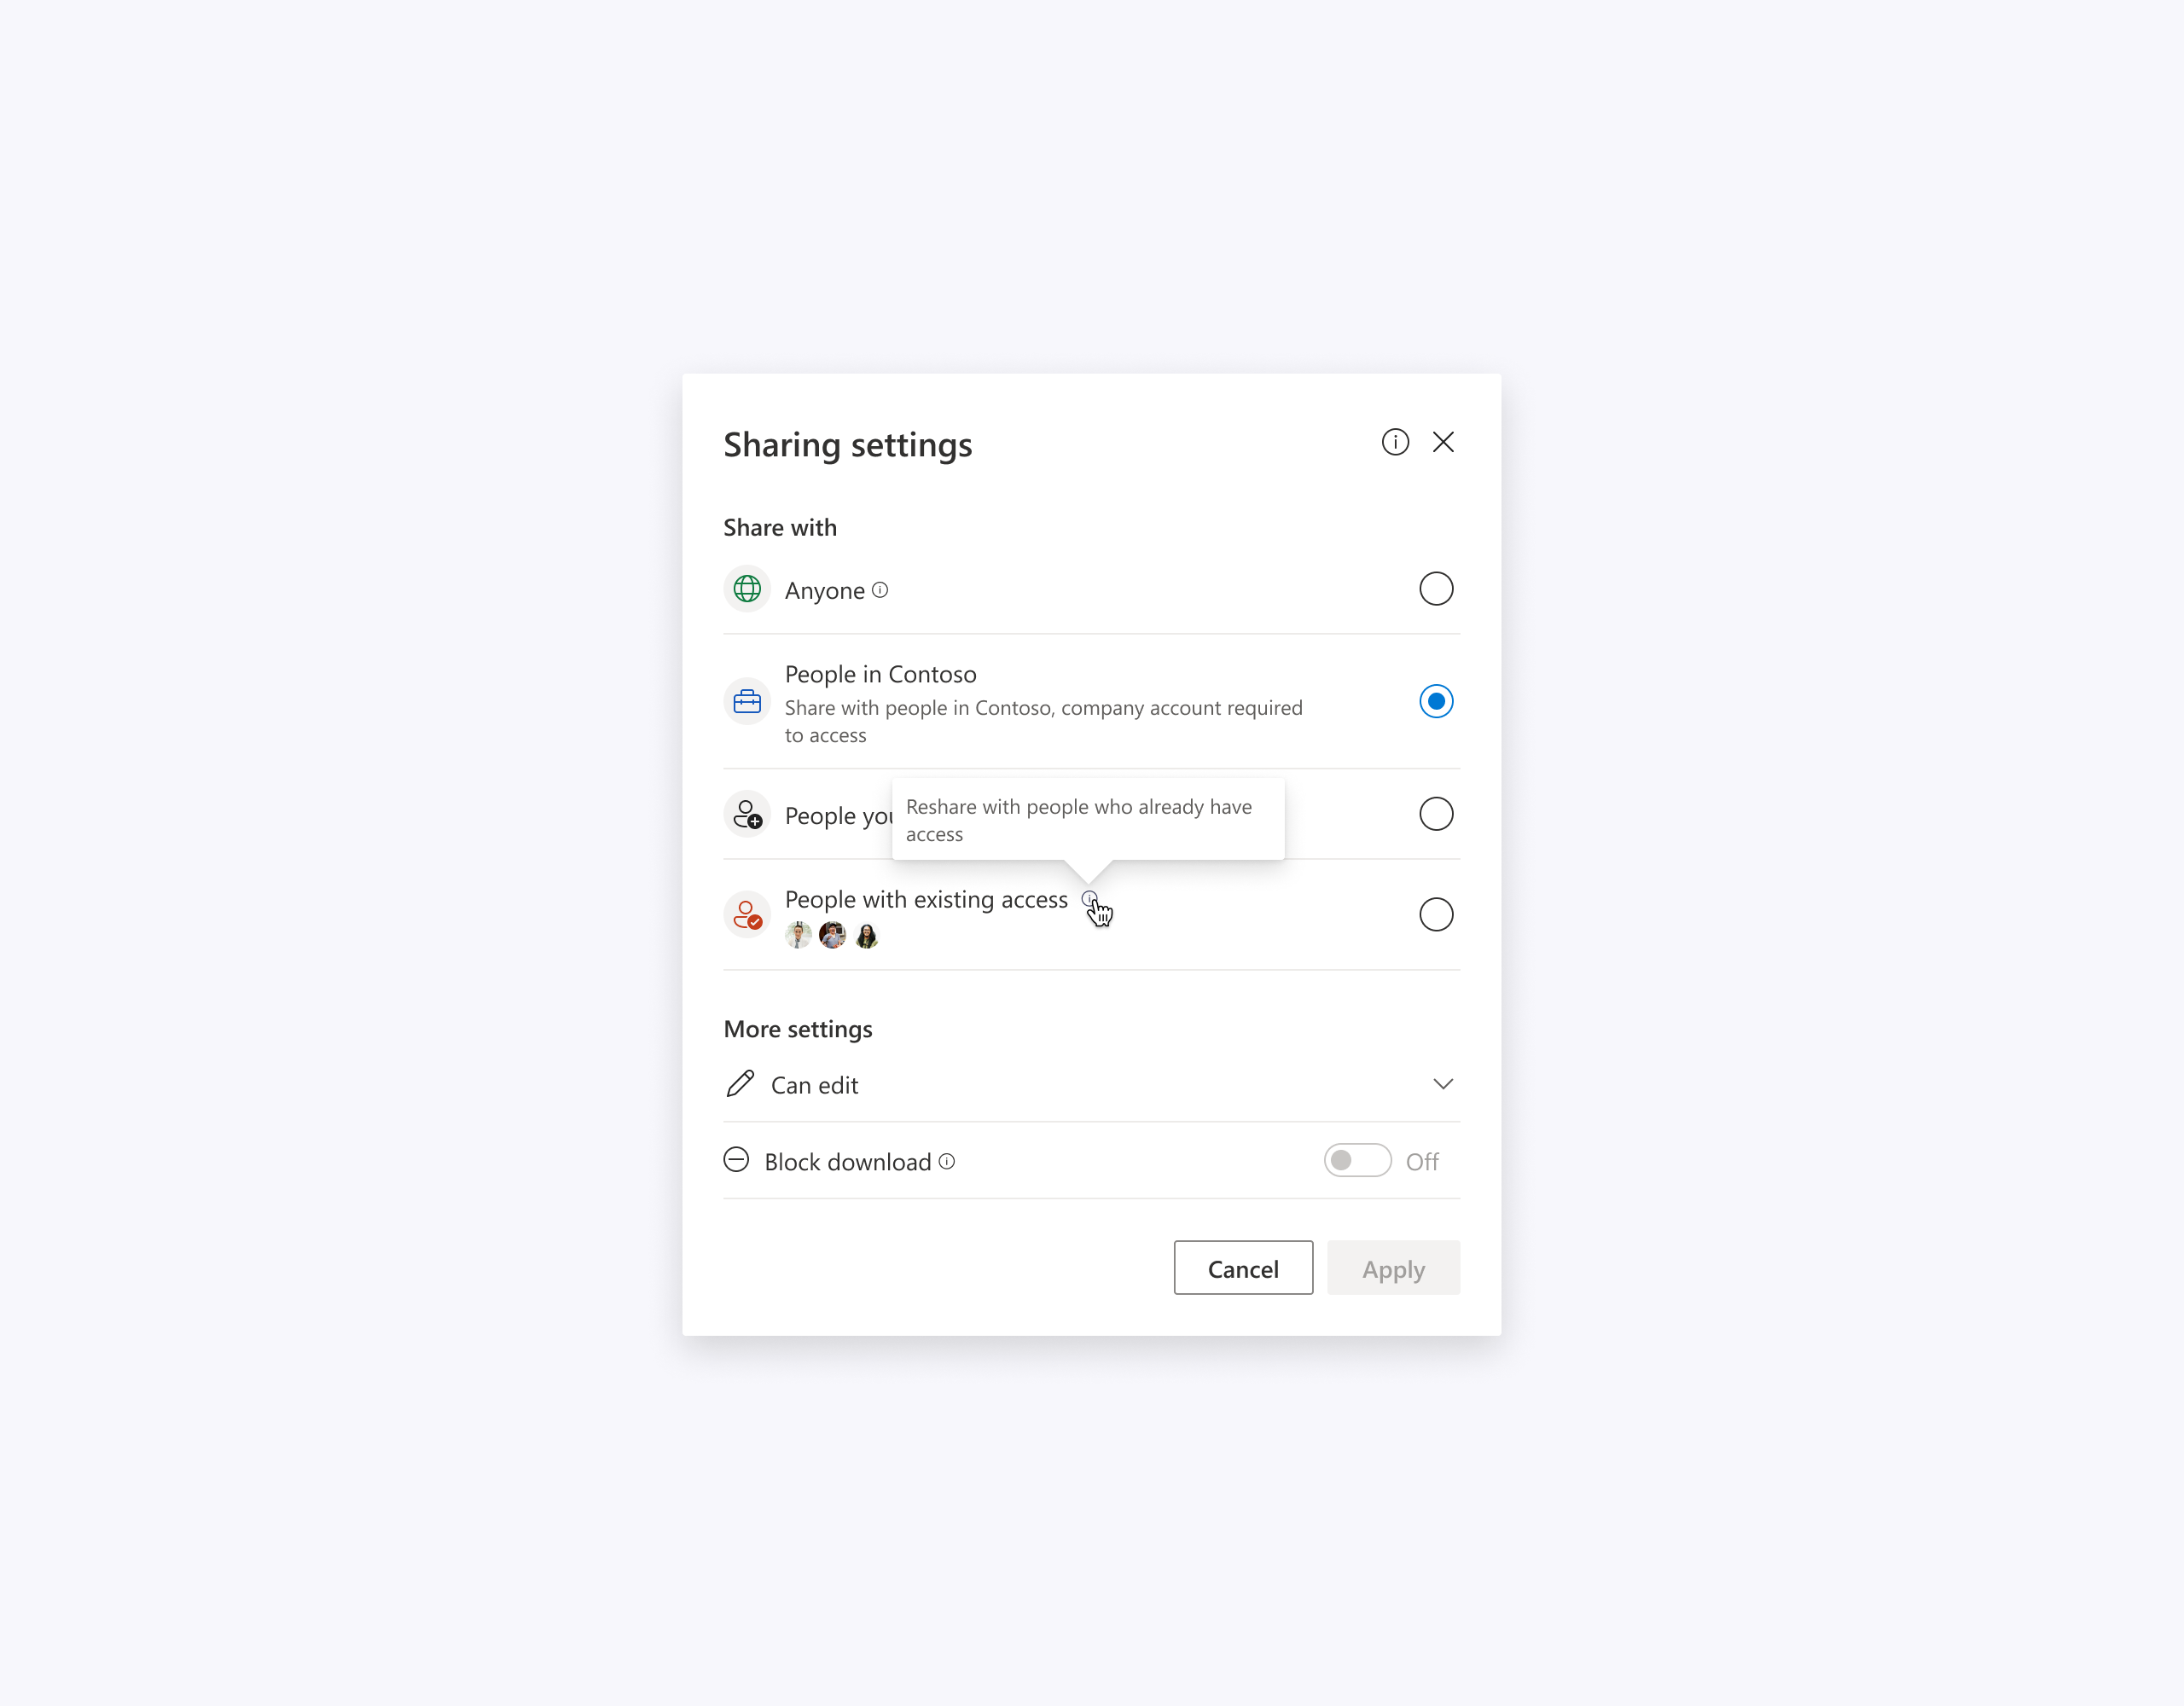 Sharing settings
Share with
Anyone
People in Contoso
Share with people in Contoso, company account required
to access
People you
Reshare with people who already have
access
People with existing access
More settings
Can edit
Block download
Off
Cancel
Apply